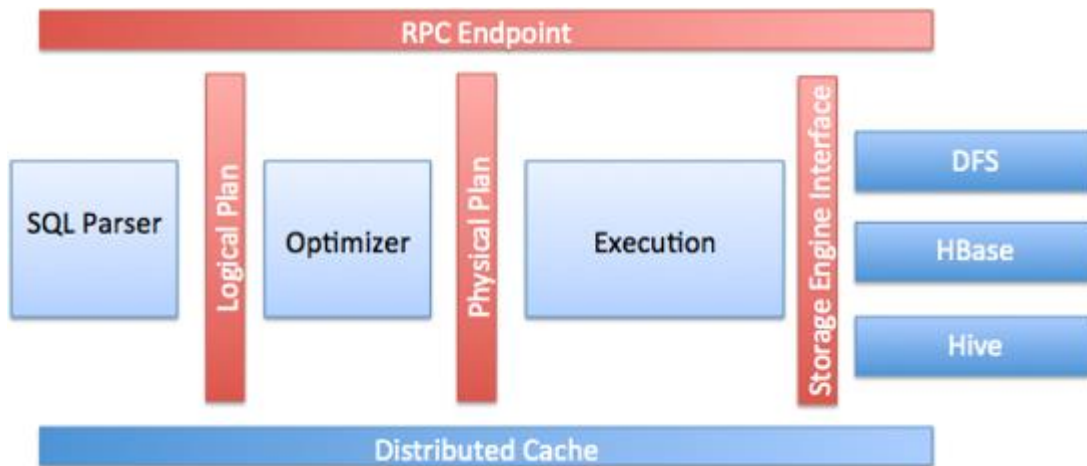 RPC Endpoint
SQL Parser
Logical Plan
Optimizer
Physical Plan
Execution
Storage Engine Interface
DFS
HBase
Hive
Distributed Cache